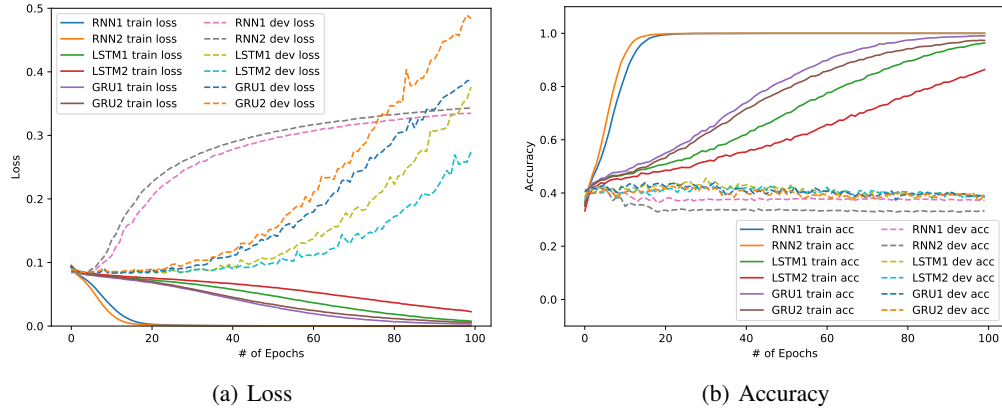 0.5
0.4
0.3
0.2
0.1
0.0
Loss
RNN1 train loss
RNN2 train loss
LSTM1 train loss
LSTM2 train loss
GRU1 train loss
GRU2 train loss
RNN1 dev loss
RNN2 dev loss
LSTM1 dev loss
LSTM2 dev loss
GRU1 dev loss
GRU2 dev loss
0 20 40 60 80 100
# of Epochs
(a) Loss
1.0
0.8
0.6
0.4
0.2
0.0
Accuracy
RNN1 train acc
RNN2 train acc
LSTM1 train acc
LSTM2 train acc
GRU1 train acc
GRU2 train acc
RNN1 dev acc
RNN2 dev acc
LSTM1 dev acc
LSTM2 dev acc
GRU1 dev acc
GRU2 dev acc
0 20 40 60 80 100
# of Epochs
(b) Accuracy